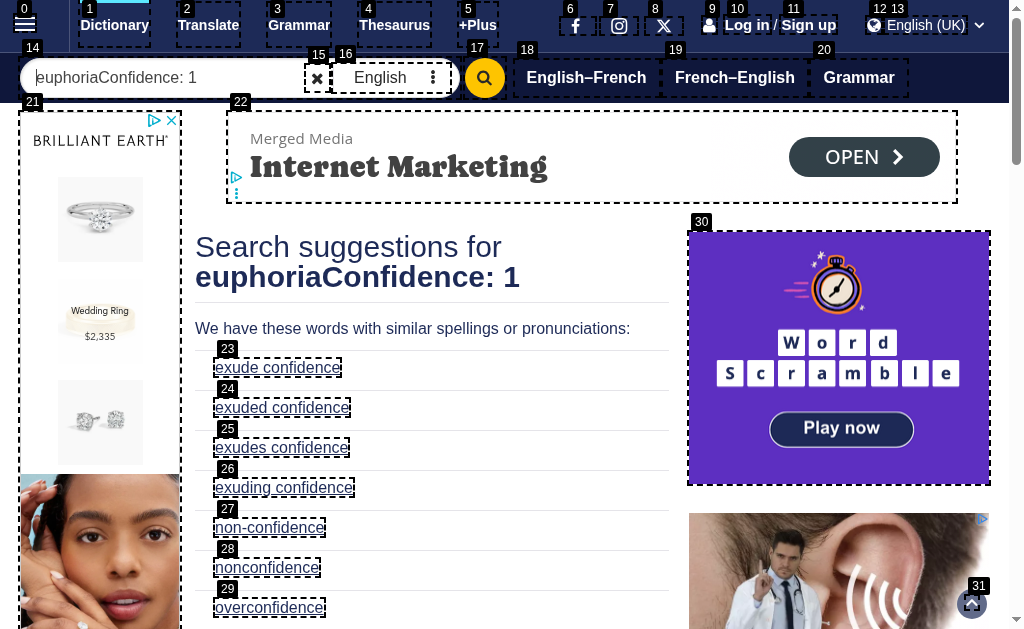 0
1
2
3
4
5
6
7
8
9
10
11
12
13
Dictionary
Translate
Grammar
Thesaurus
+Plus
Log in / Sign up
English (UK)
14
15
16
17
18
19
20
euphoriaConfidence: 1
English
English–French
French–English
Grammar
21
22
BRILLIANT EARTH
Merged Media
Internet Marketing
OPEN
Wedding Ring
$2,335
Search suggestions for
euphoriaConfidence: 1
We have these words with similar spellings or pronunciations:
23
exude confidence
24
exuded confidence
25
exudes confidence
26
exuding confidence
27
non-confidence
28
nonconfidence
29
overconfidence
30
Word
Scramble
Play now
31